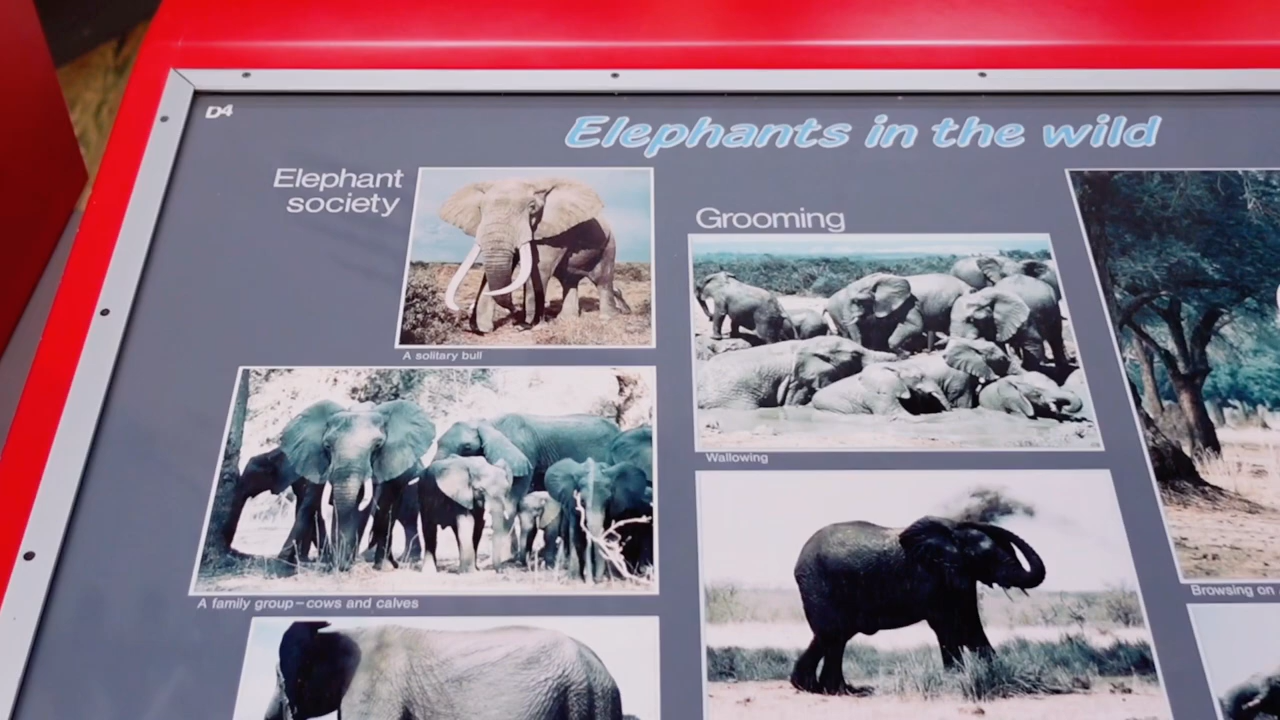 D4
Elephants in the wild
Elephant
society
A solitary bull
A family group – cows and calves
Grooming
Wallowing
Browsing on